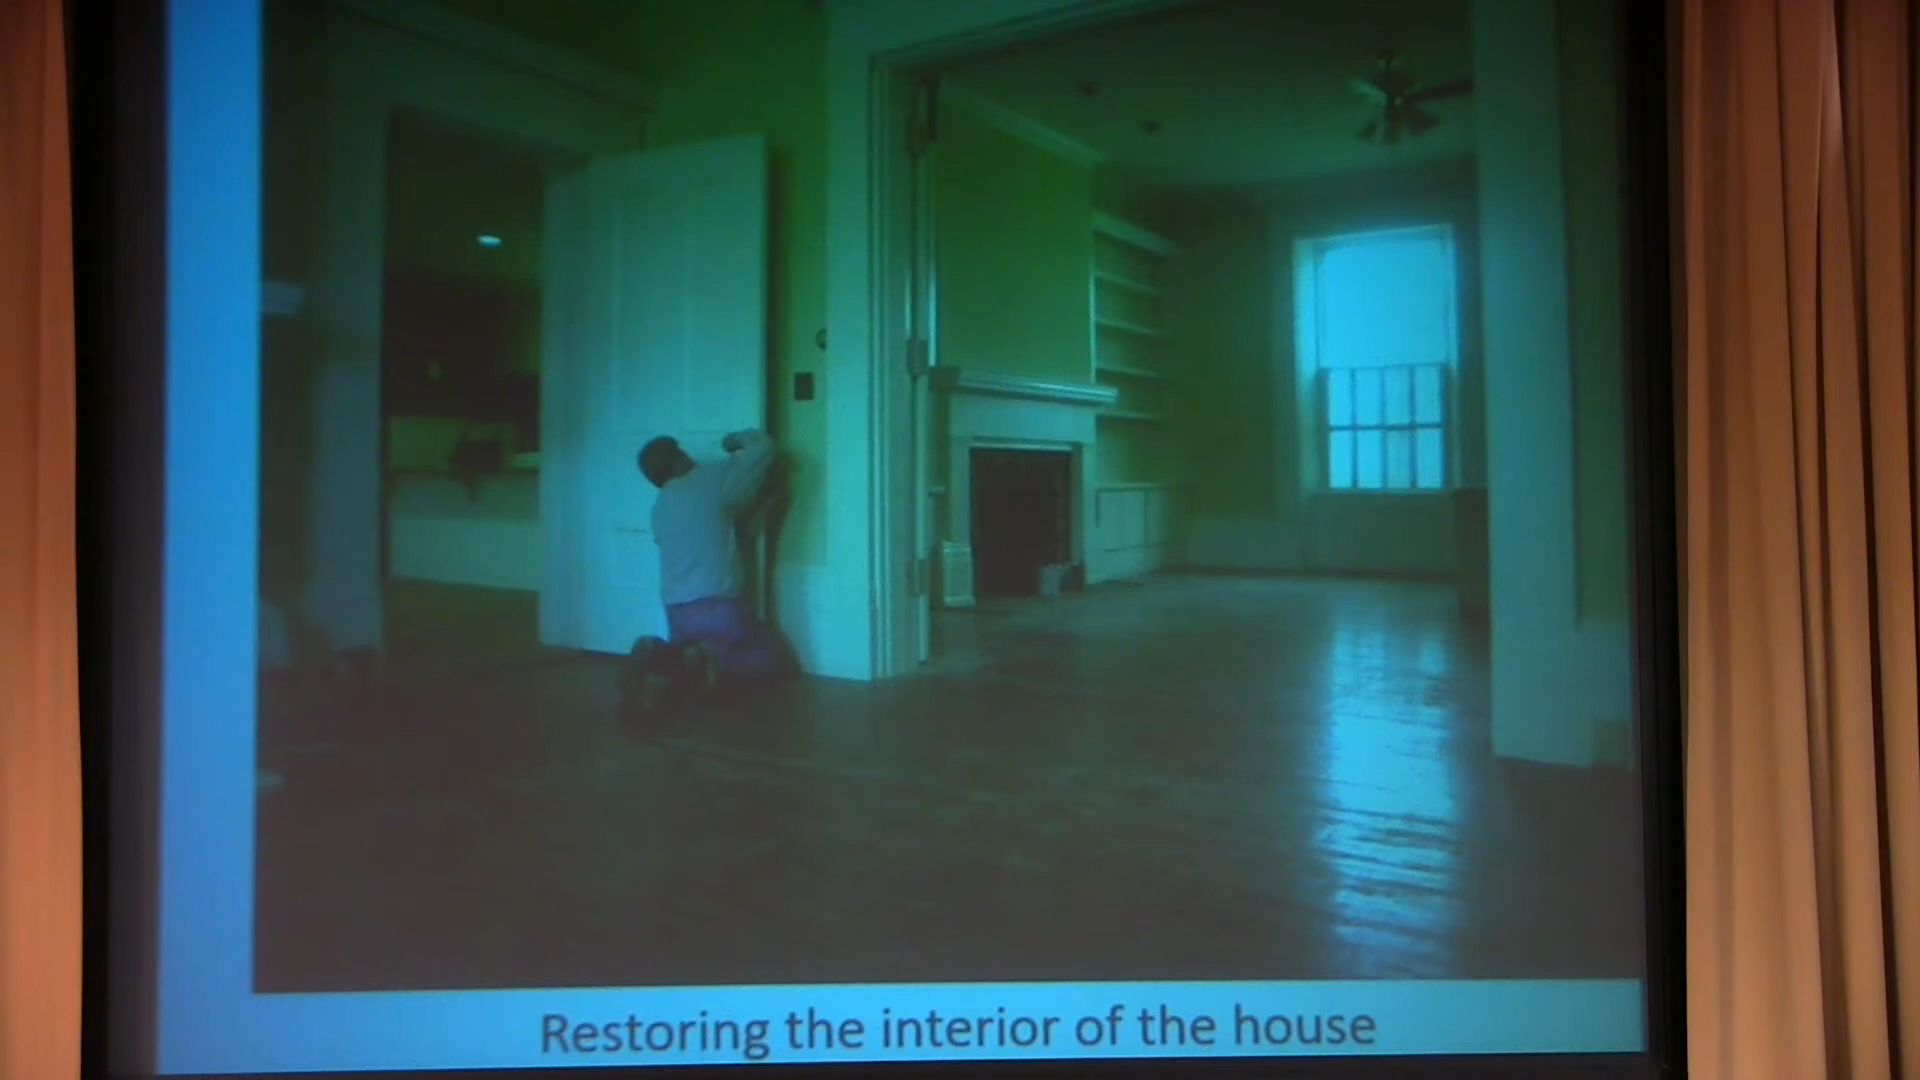 Restoring the interior of the house